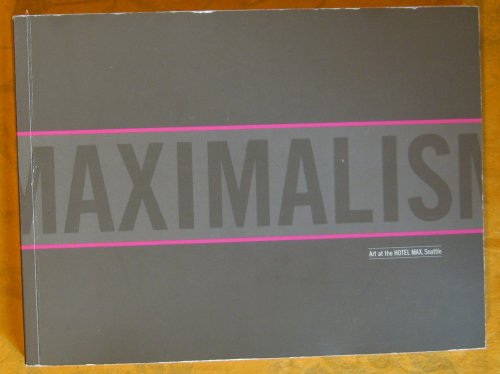 MAXIMALISM
Art at the HOTEL MAX, Seattle